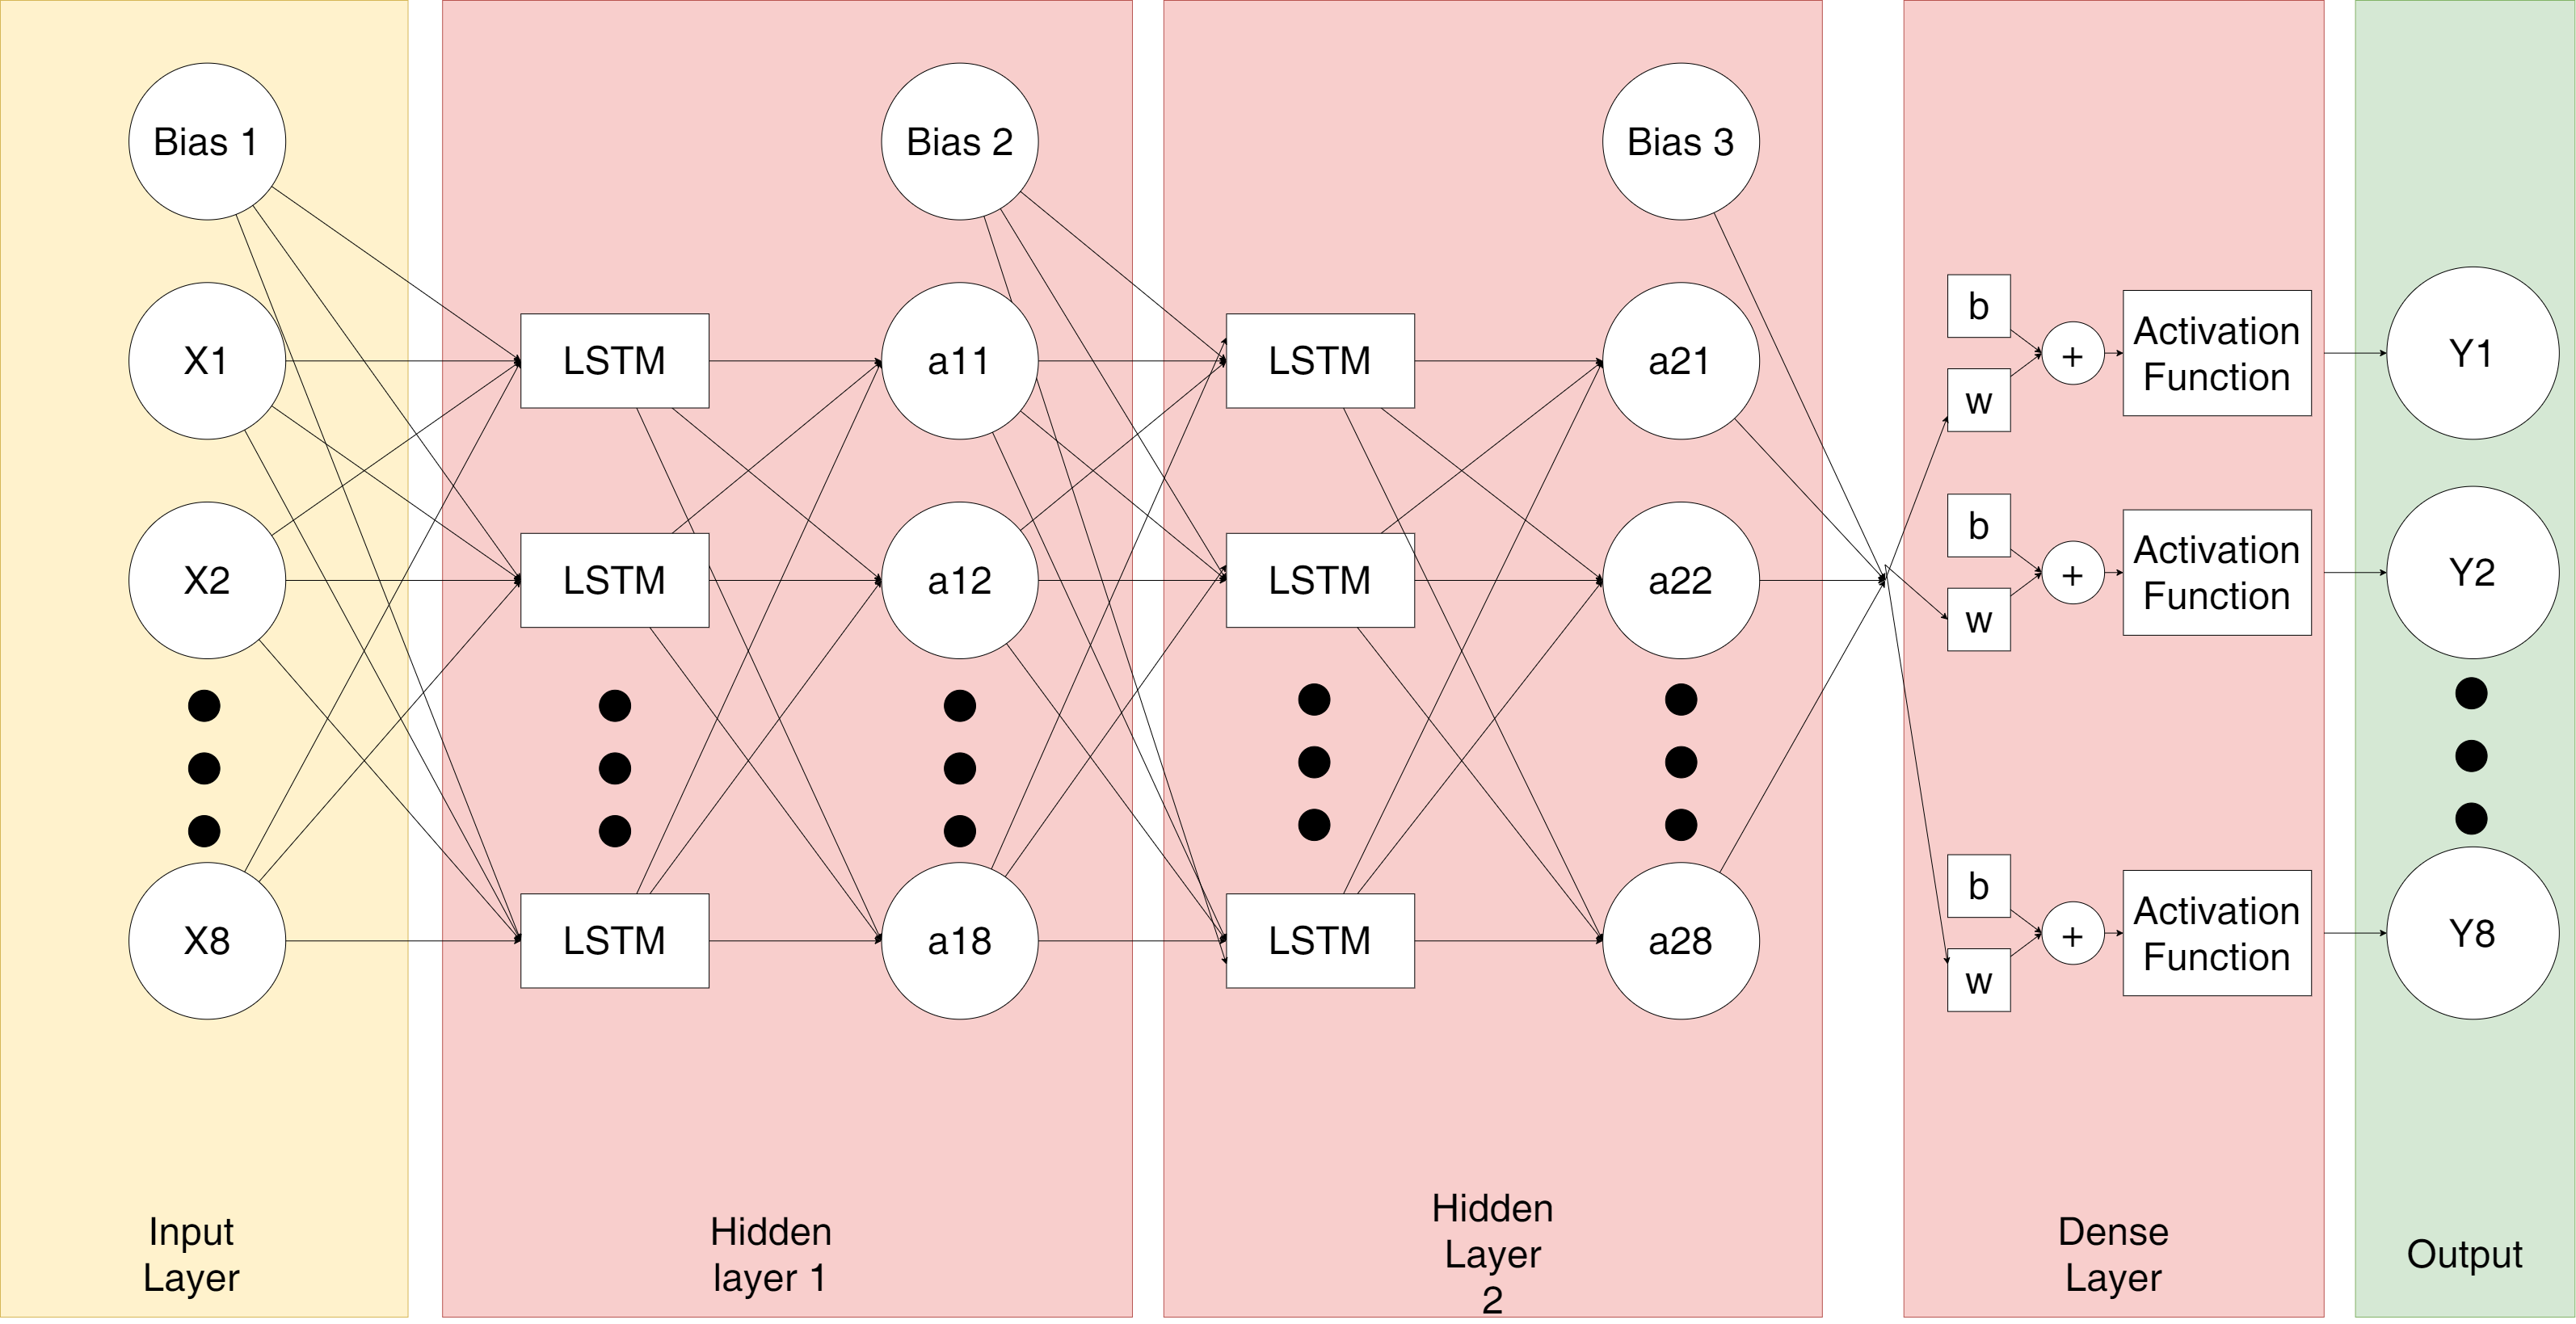 Bias 1
X1
X2
X8
Input
Layer
LSTM
LSTM
LSTM
Bias 2
a11
a12
a18
Hidden
layer 1
LSTM
LSTM
LSTM
Bias 3
a21
a22
a28
Hidden
Layer
2
b
w
+
Activation
Function
b
w
+
Activation
Function
b
w
+
Activation
Function
Dense
Layer
Y1
Y2
Y8
Output